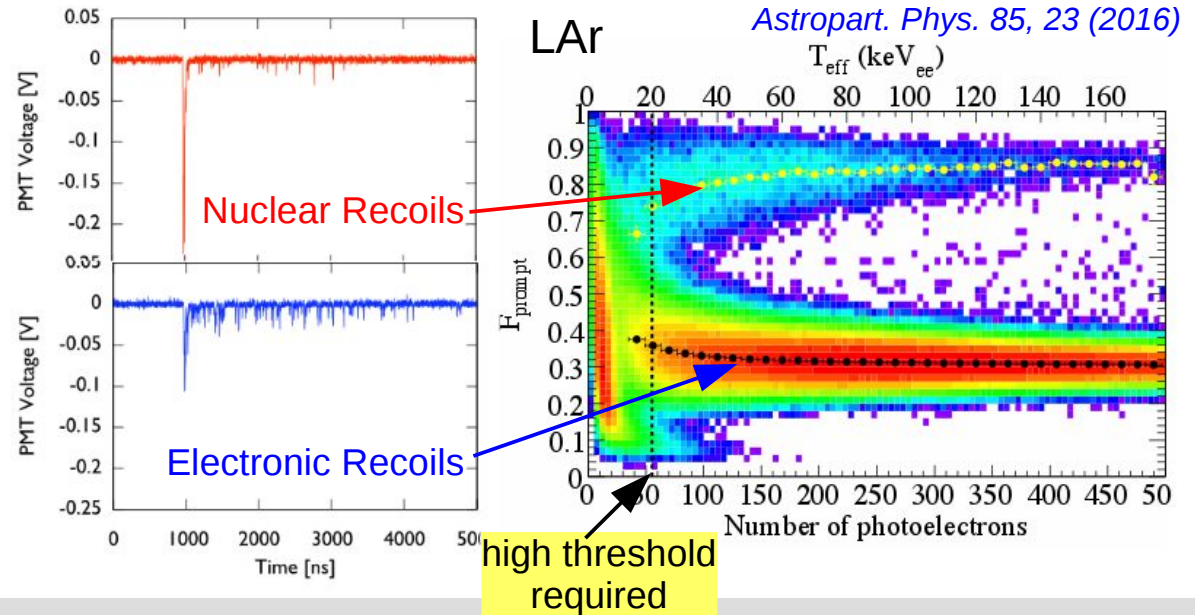 Astropart. Phys. 85, 23 (2016)
LAr
0.05
0
-0.05
-0.1
-0.15
-0.2
PMT Voltage [V]
Nuclear Recoils
0.05
0
-0.05
-0.1
-0.15
-0.2
-0.25
PMT Voltage [V]
Electronic Recoils
0 1000 2000 3000 4000 500
Time [ns]
T_eff (keV_ee)
0 20 40 60 80 100 120 140 160
1
0.9
0.8
0.7
0.6
0.5
0.4
0.3
0.2
0.1
0
F_prompt
0 50 100 150 200 250 300 350 400 450 50
Number of photoelectrons
high threshold
required